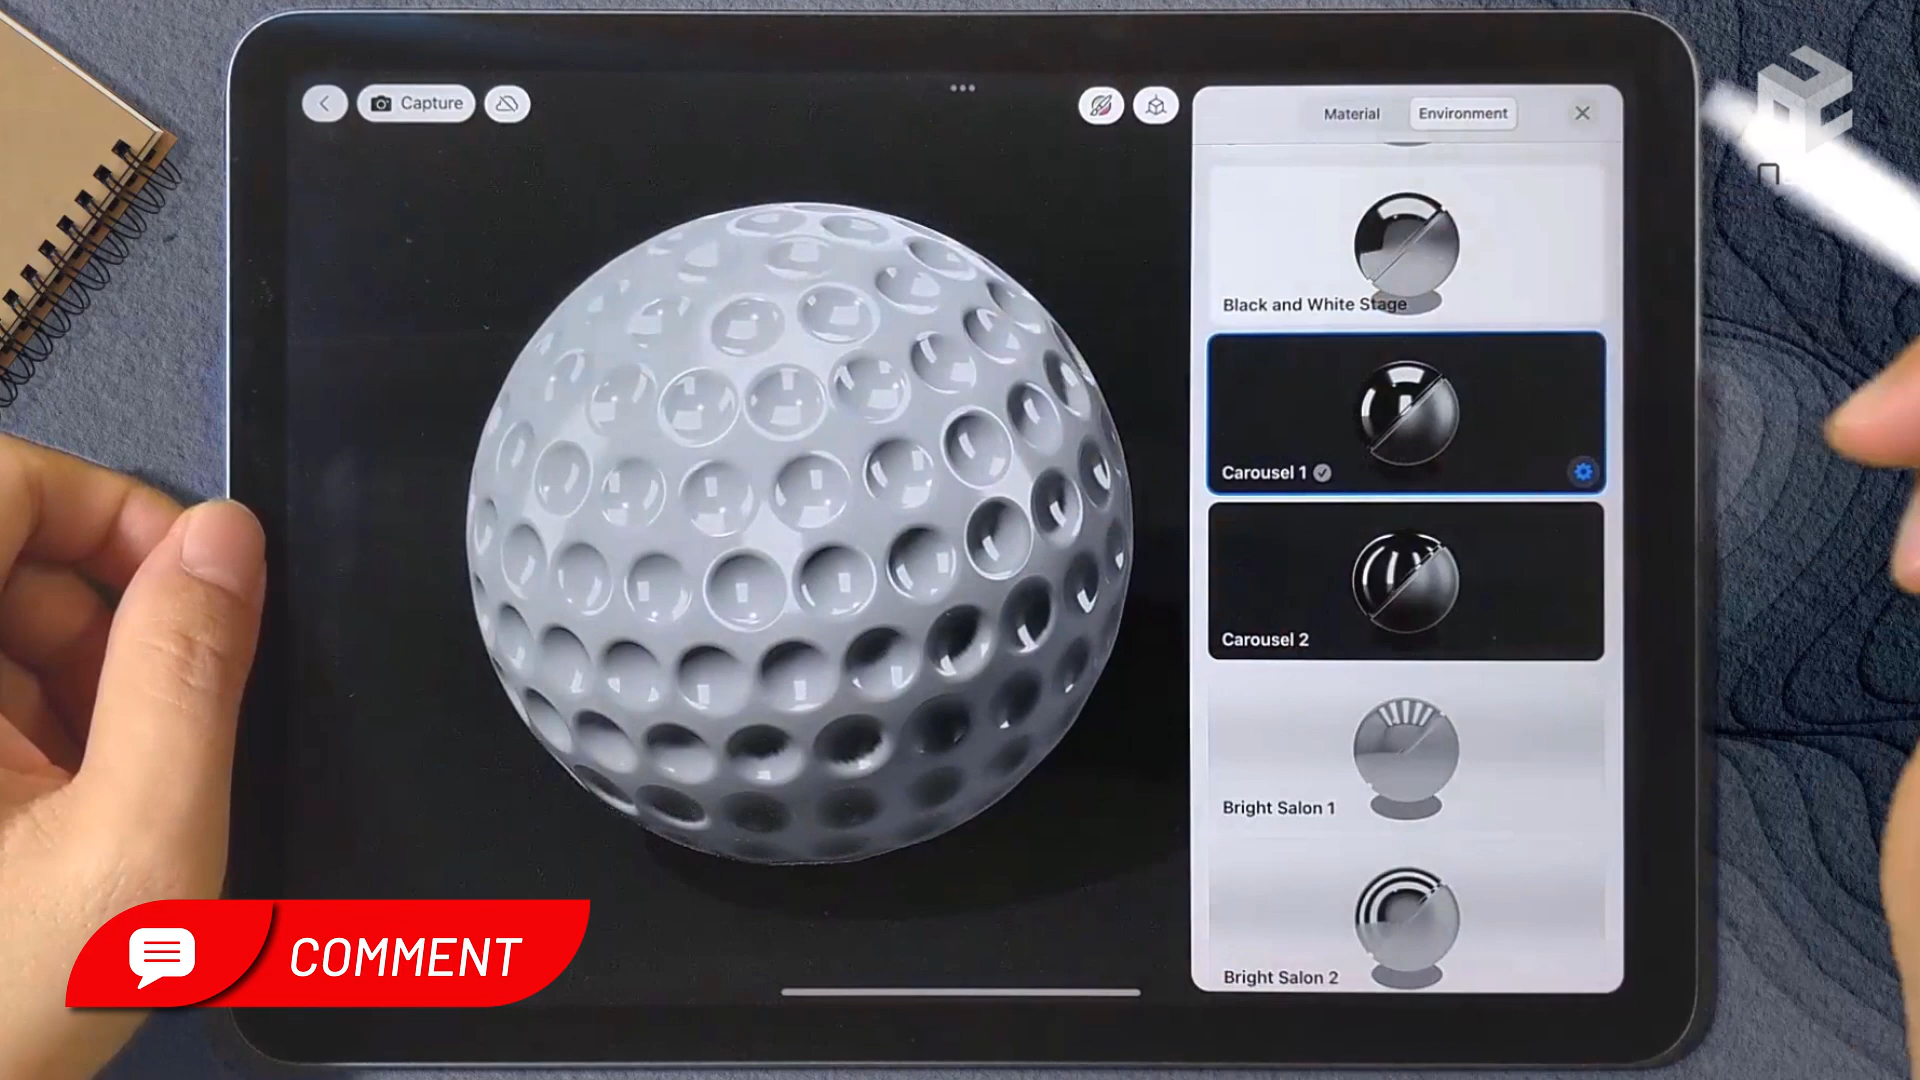 Capture
Material
Environment
Black and White Stage
Carousel 1
Carousel 2
Bright Salon 1
Bright Salon 2
COMMENT